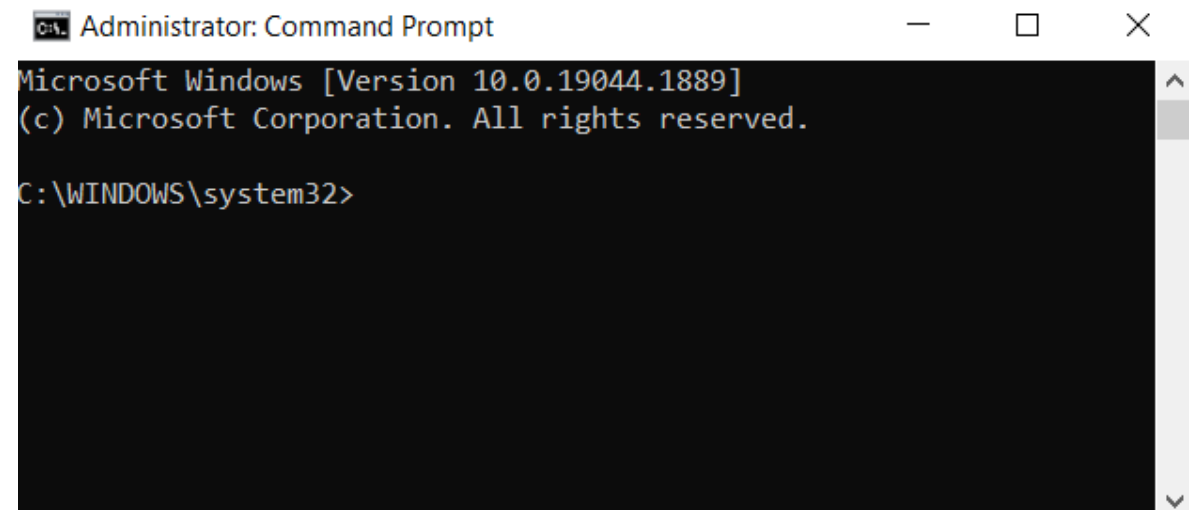 Administrator: Command Prompt
Microsoft Windows [Version 10.0.19044.1889]
(c) Microsoft Corporation. All rights reserved.
C:\WINDOWS\system32>